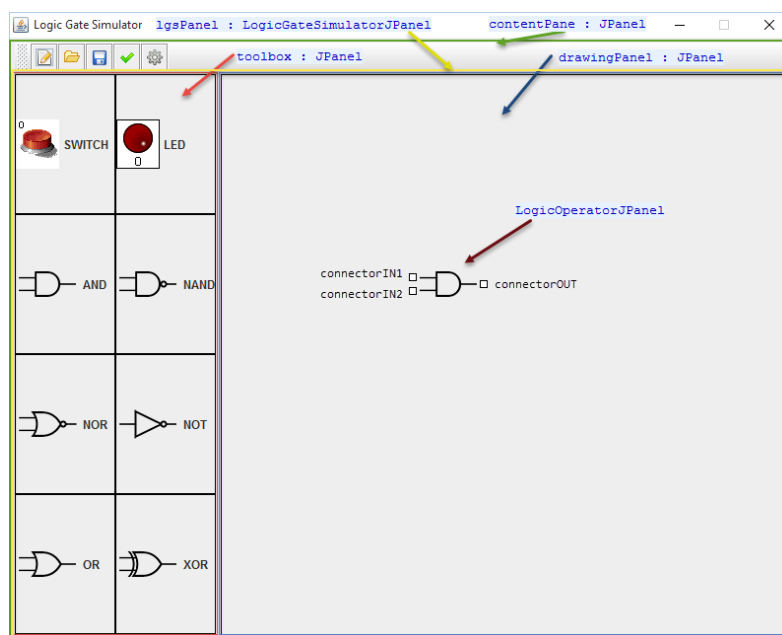 Logic Gate Simulator
lgsPanel : LogicGateSimulatorJPanel
contentPane : JPanel
toolbox : JPanel
drawingPanel : JPanel
0
SWITCH
0
LED
LogicOperatorJPanel
connectorIN1
connectorIN2
connectorOUT
AND
NAND
NOR
NOT
OR
XOR